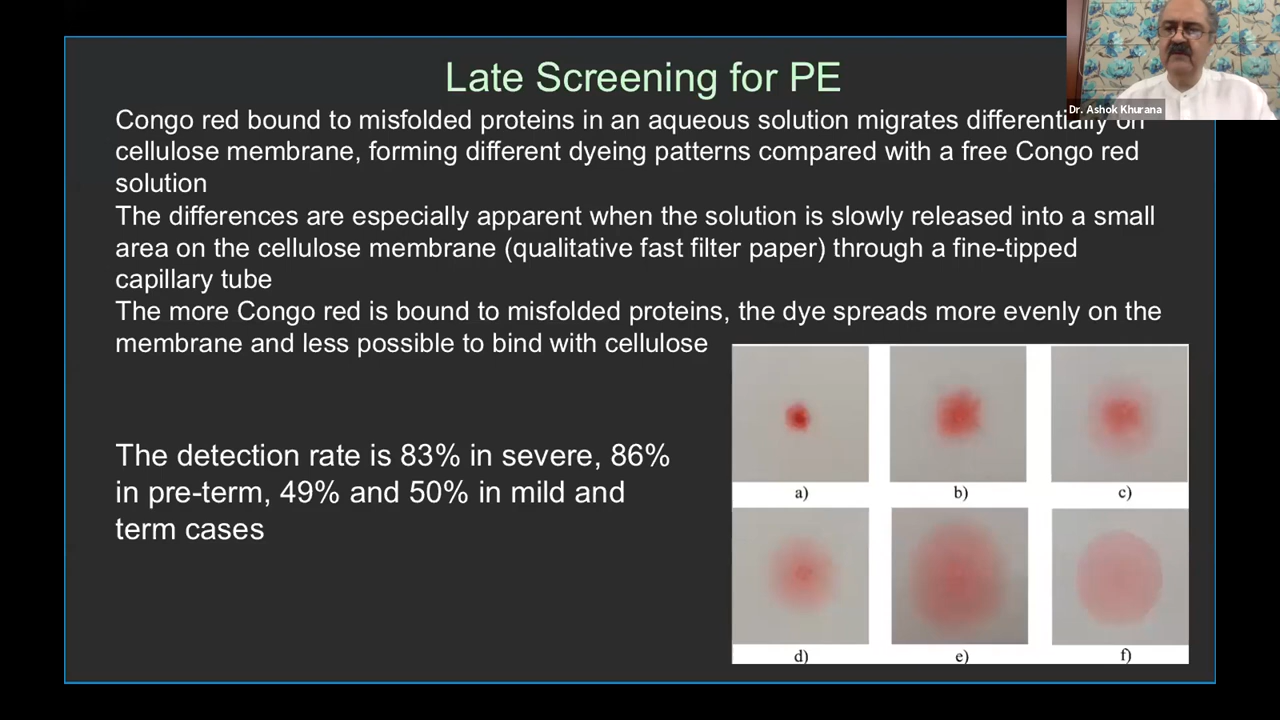 Late Screening for PE
Dr. Ashok Khurana
Congo red bound to misfolded proteins in an aqueous solution migrates differentially on
cellulose membrane, forming different dyeing patterns compared with a free Congo red
solution
The differences are especially apparent when the solution is slowly released into a small
area on the cellulose membrane (qualitative fast filter paper) through a fine-tipped
capillary tube
The more Congo red is bound to misfolded proteins, the dye spreads more evenly on the
membrane and less possible to bind with cellulose
The detection rate is 83% in severe, 86%
in pre-term, 49% and 50% in mild and
term cases
a) b) c)
d) e) f)